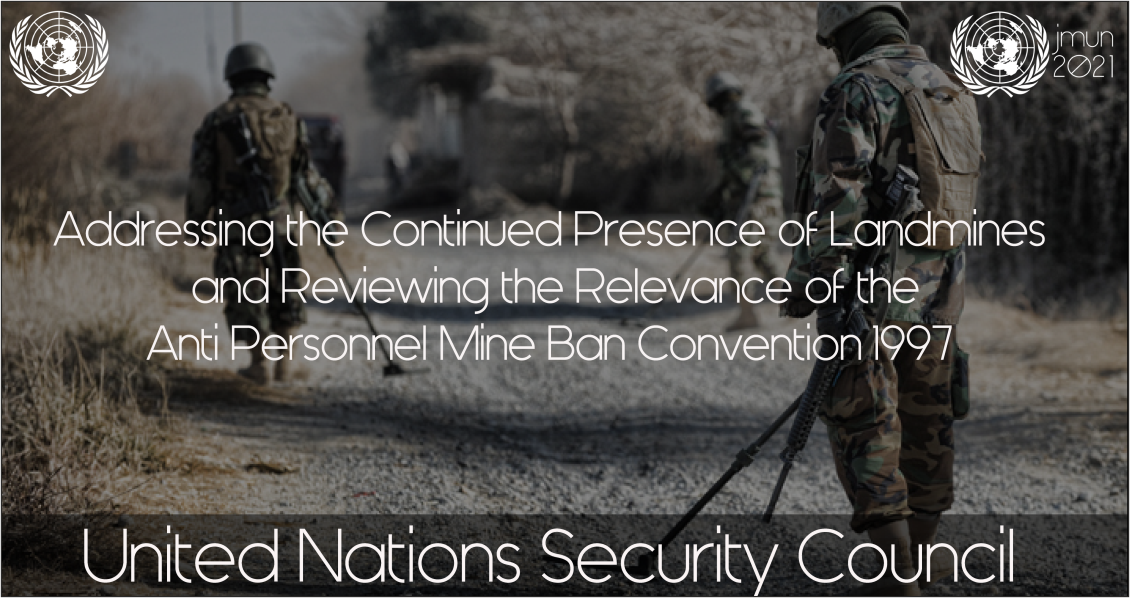 jmun
2021
Addressing the Continued Presence of Landmines
and Reviewing the Relevance of the
Anti Personnel Mine Ban Convention 1997
United Nations Security Council